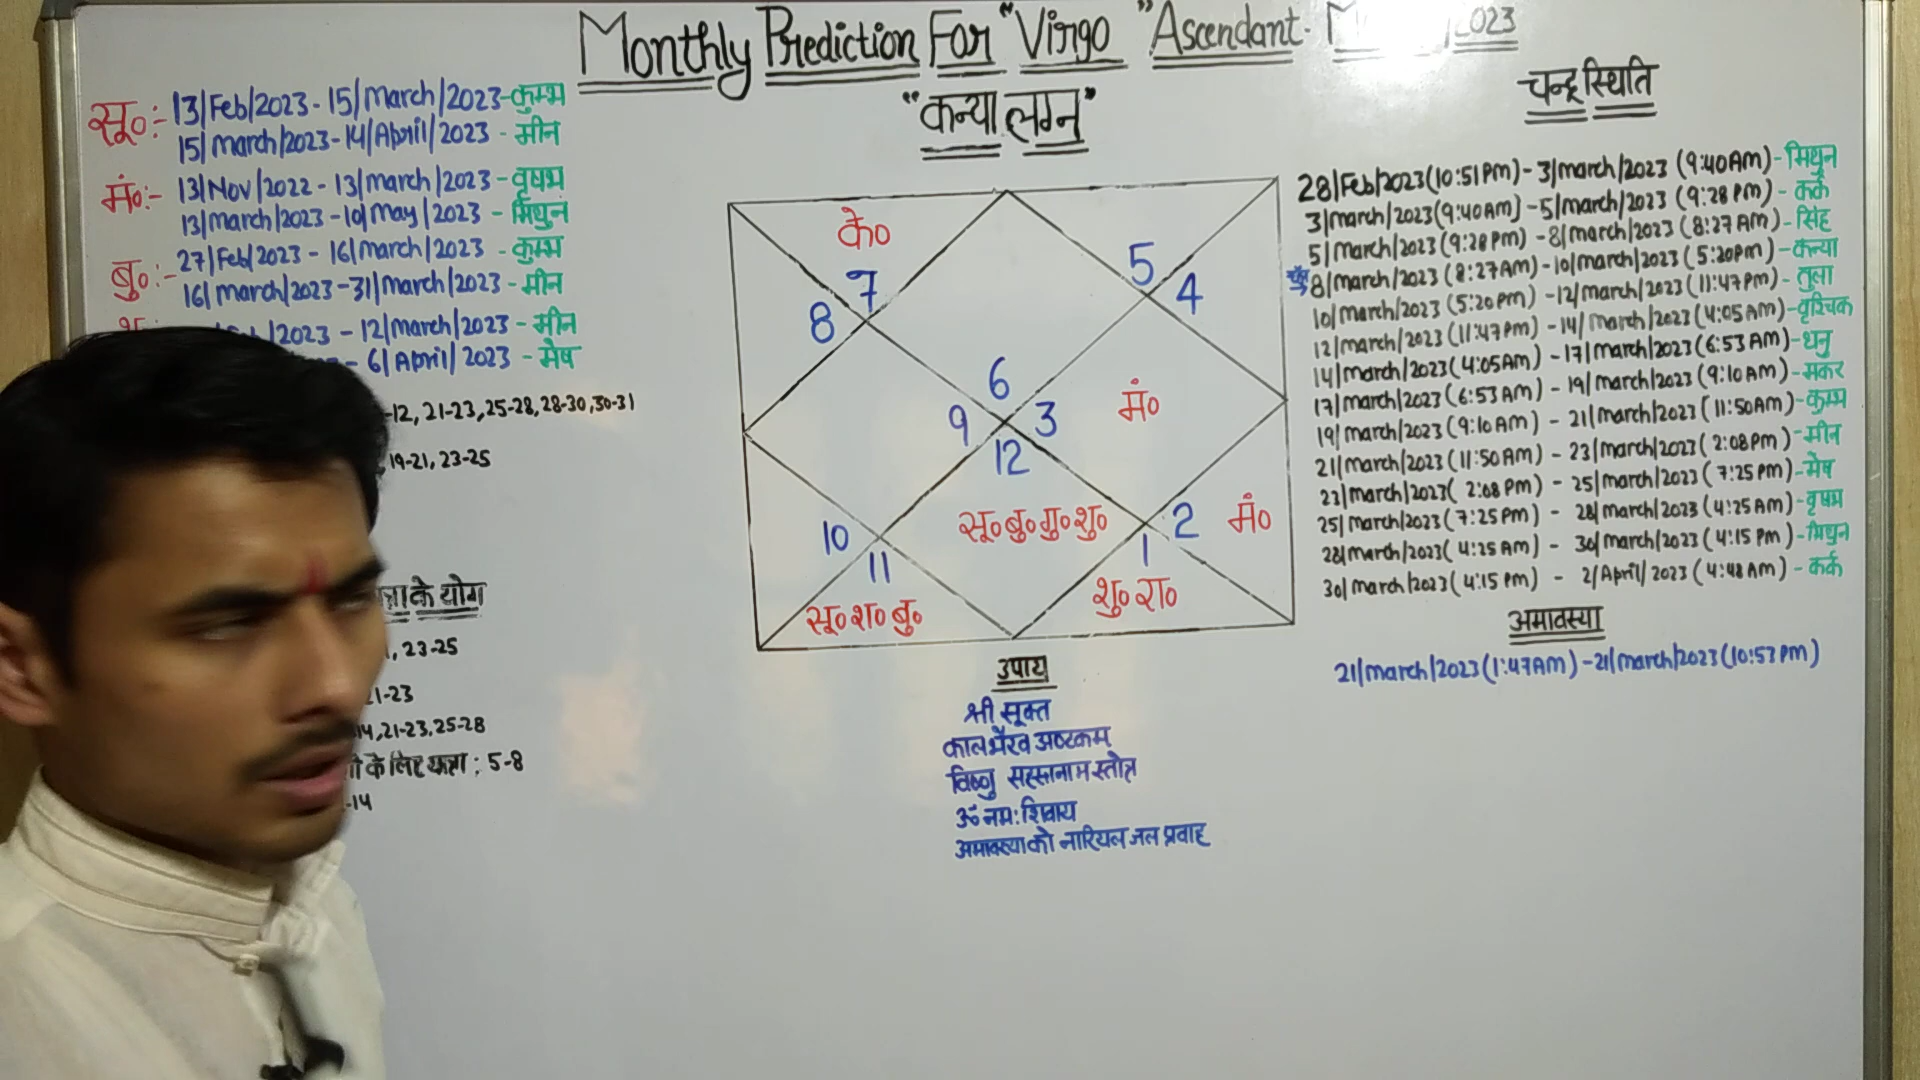 Monthly Prediction For "Virgo" Ascendant. 2023
"कन्या लग्न"
सू०:- 13/Feb/2023 - 15/March/2023 - कुम्भ
15/March/2023 - 14/April/2023 - मीन
मं०:- 13/Nov/2022 - 13/march/2023 - वृषभ
13/march/2023 - 10/May/2023 - मिथुन
बु०:- 27/Feb/2023 - 16/march/2023 - कुम्भ
16/march/2023 - 31/march/2023 - मीन
/2023 - 12/march/2023 - मीन
- 6/April/2023 - मेष
-12, 21-23, 25-28, 28-30, 30-31
, 19-21, 23-25
के योग
, 23-25
21-23
14, 21-23, 25-28
के लिए यात्रा : 5-8
-14
के०
7
8
5
4
6
9
3
मं०
12
10
11
सू० बु० गु० शु०
2
मं०
1
सू० श० बु०
शु० रा०
उपाय
श्री सूक्त
कालभैरव अष्टकम
विष्णु सहस्त्रनाम स्तोत्र
ॐ नमः शिवाय
अमावस्या को नारियल जल प्रवाह
चन्द्र स्थिति
28/Feb/2023 (10:51 Pm) - 3/march/2023 (9:40 Am) - मिथुन
3/march/2023 (9:40 Am) - 5/march/2023 (9:28 Pm) - कर्क
5/march/2023 (9:28 Pm) - 8/march/2023 (8:27 Am) - सिंह
8/march/2023 (8:27 Am) - 10/march/2023 (5:20 pm) - कन्या
10/march/2023 (5:20 pm) - 12/march/2023 (11:47 pm) - तुला
12/march/2023 (11:47 pm) - 14/march/2023 (4:05 Am) - वृश्चिक
14/march/2023 (4:05 Am) - 17/march/2023 (6:53 Am) - धनु
17/march/2023 (6:53 Am) - 19/march/2023 (9:10 Am) - मकर
19/march/2023 (9:10 Am) - 21/march/2023 (11:50 Am) - कुम्भ
21/march/2023 (11:50 Am) - 23/march/2023 (2:08 Pm) - मीन
23/march/2023 (2:08 Pm) - 25/march/2023 (7:25 pm) - मेष
25/march/2023 (7:25 Pm) - 28/march/2023 (4:25 Am) - वृषभ
28/march/2023 (4:25 Am) - 30/march/2023 (4:15 Pm) - मिथुन
30/march/2023 (4:15 pm) - 2/April/2023 (4:48 Am) - कर्क
अमावस्या
21/march/2023 (1:47 Am) - 21/march/2023 (10:53 pm)